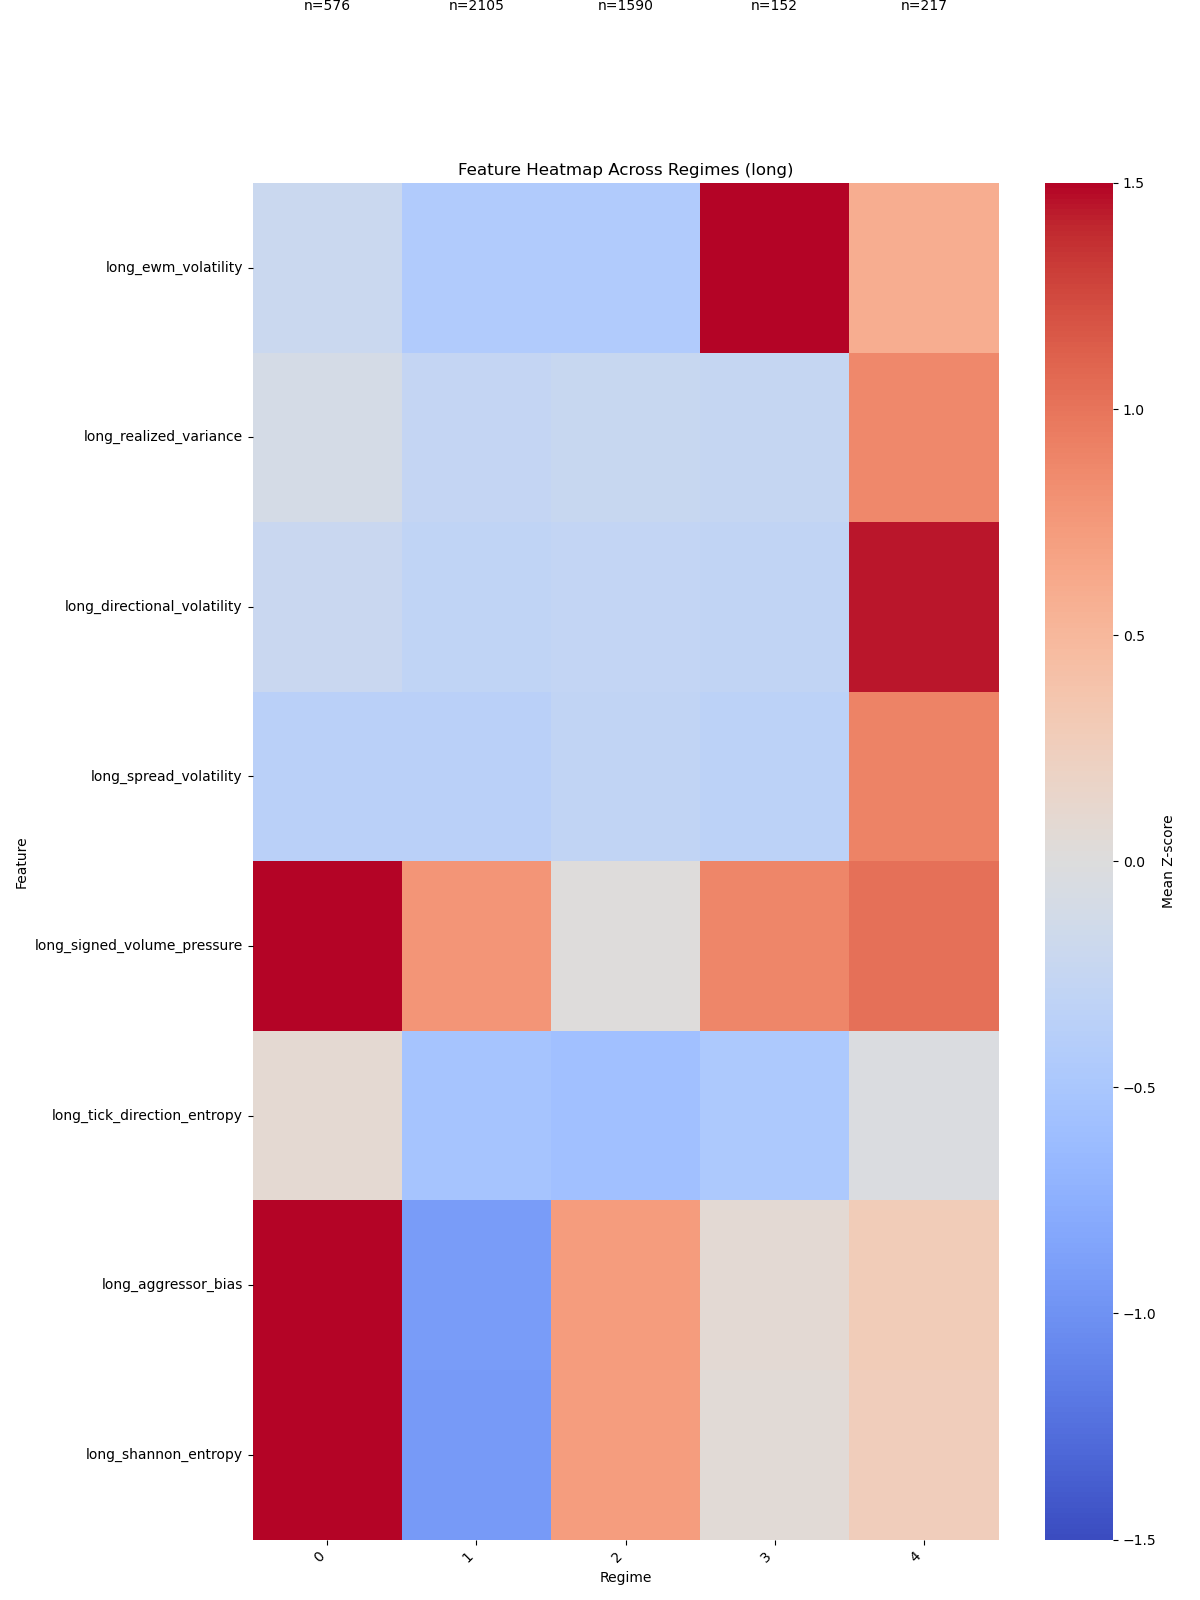 n=576 n=2105 n=1590 n=152 n=217
Feature Heatmap Across Regimes (long)
long_ewm_volatility
long_realized_variance
long_directional_volatility
long_spread_volatility
long_signed_volume_pressure
long_tick_direction_entropy
long_aggressor_bias
long_shannon_entropy
Feature
0 1 2 3 4
Regime
1.5
1.0
0.5
0.0
−0.5
−1.0
−1.5
Mean Z-score